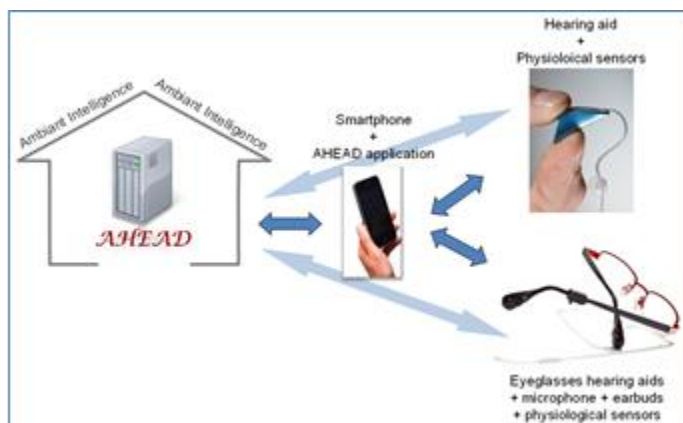 Ambiant Intelligence
Ambiant Intelligence
AHEAD
Smartphone
+
AHEAD application
Hearing aid
+
Physioloical sensors
Eyeglasses hearing aids
+ microphone + earbuds
+ physiological sensors